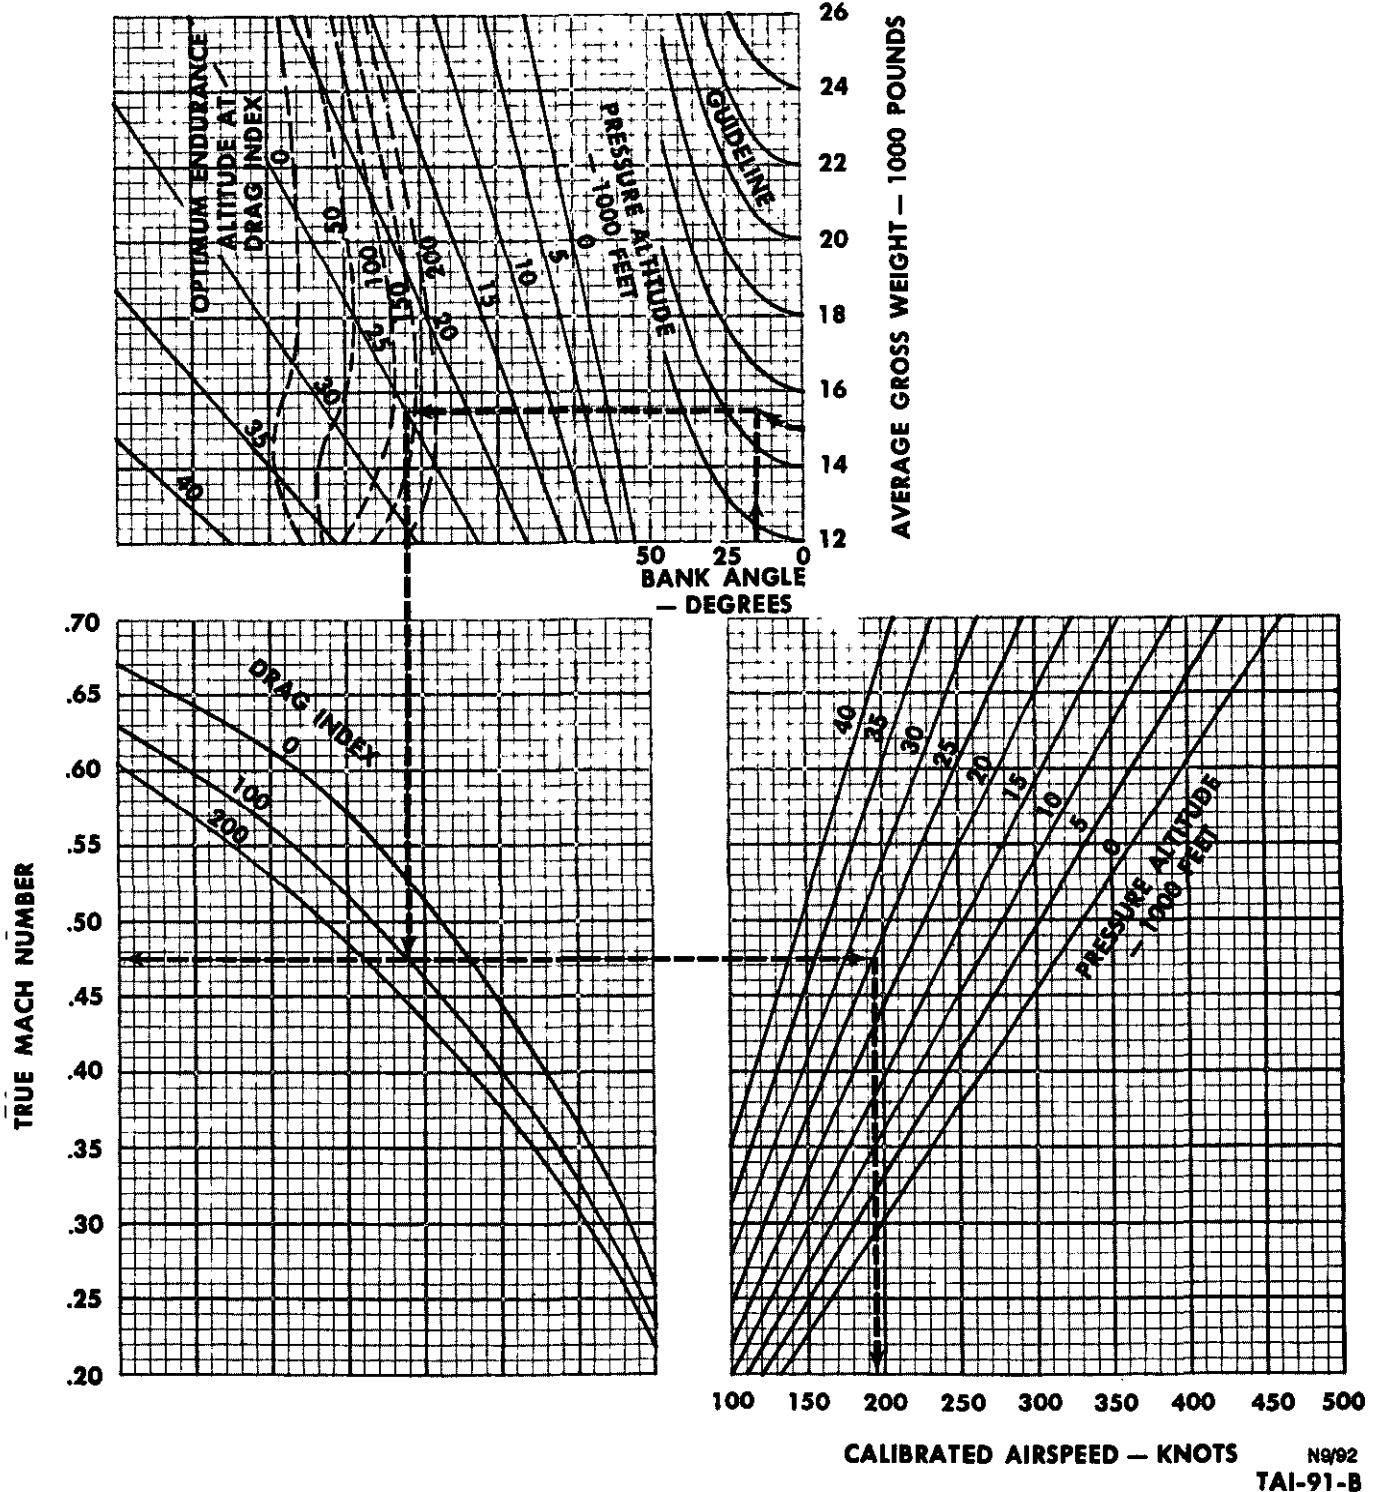 26
24
22
20
18
16
14
12
AVERAGE GROSS WEIGHT — 1000 POUNDS
OPTIMUM ENDURANCE
ALTITUDE AT
DRAG INDEX
0
50
100
150
200
GUIDELINE
PRESSURE ALTITUDE
— 1000 FEET
0
5
10
15
20
25
30
35
40
50 25 0
BANK ANGLE
— DEGREES
.70
.65
.60
.55
.50
.45
.40
.35
.30
.25
.20
TRUE MACH NUMBER
DRAG INDEX
0
100
200
40
35
30
25
20
15
10
5
0
PRESSURE ALTITUDE
— 1000 FEET
100 150 200 250 300 350 400 450 500
CALIBRATED AIRSPEED — KNOTS
N9/92
TAI-91-B